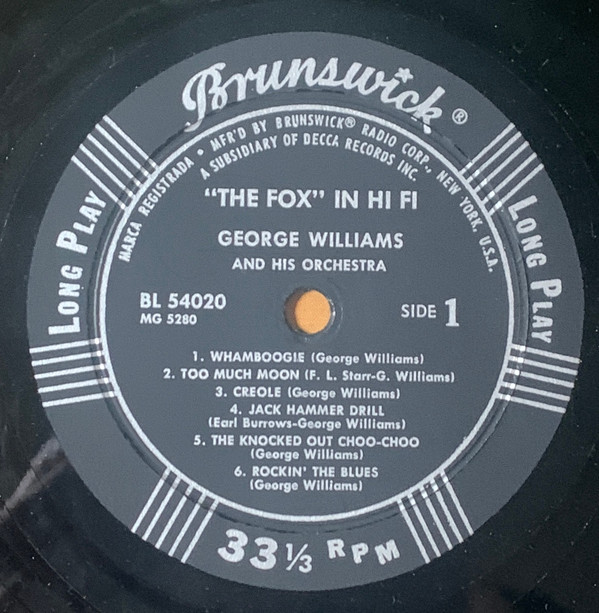 Brunswick®
MARCA REGISTRADA • MFR'D BY BRUNSWICK® RADIO CORP., NEW YORK, U.S.A.
A SUBSIDIARY OF DECCA RECORDS INC.
"THE FOX" IN HI FI
GEORGE WILLIAMS
AND HIS ORCHESTRA
LONG PLAY
LONG PLAY
BL 54020
MG 5280
SIDE 1
1. WHAMBOOGIE (George Williams)
2. TOO MUCH MOON (F. L. Starr-G. Williams)
3. CREOLE (George Williams)
4. JACK HAMMER DRILL
(Earl Burrows-George Williams)
5. THE KNOCKED OUT CHOO-CHOO
(George Williams)
6. ROCKIN' THE BLUES
(George Williams)
33 1/3 RPM